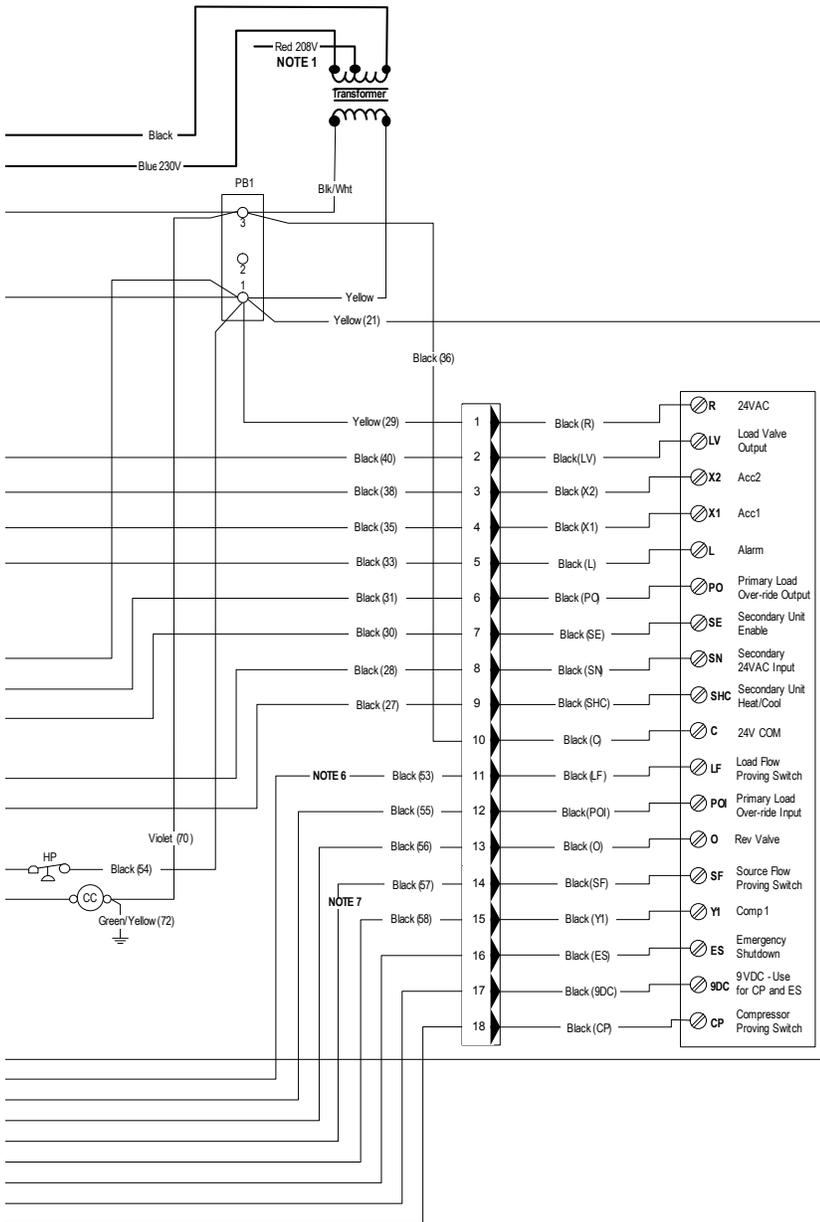 Red 208V
NOTE 1
Transformer
Black
Blue 230V
PB1
Blk/Wht
3
2
1
Yellow
Yellow (21)
Black (36)
Yellow (29) 1 Black (R) R 24VAC
Black (40) 2 Black (LV) LV Load Valve
Output
Black (38) 3 Black (X2) X2 Acc2
Black (35) 4 Black (X1) X1 Acc1
Black (33) 5 Black (L) L Alarm
Black (31) 6 Black (PO) PO Primary Load
Over-ride Output
Black (30) 7 Black (SE) SE Secondary Unit
Enable
Black (28) 8 Black (SN) SN Secondary
24VAC Input
Black (27) 9 Black (SHC) SHC Secondary Unit
Heat/Cool
10 Black (C) C 24V COM
NOTE 6 Black (53) 11 Black (LF) LF Load Flow
Proving Switch
Black (55) 12 Black (POI) POI Primary Load
Over-ride Input
Violet (70)
Black (56) 13 Black (O) O Rev Valve
HP
Black (54)
Black (57) 14 Black (SF) SF Source Flow
Proving Switch
NOTE 7
CC
Green/Yellow (72)
Black (58) 15 Black (Y1) Y1 Comp 1
16 Black (ES) ES Emergency
Shutdown
17 Black (9DC) 9DC 9 VDC - Use
for CP and ES
18 Black (CP) CP Compressor
Proving Switch